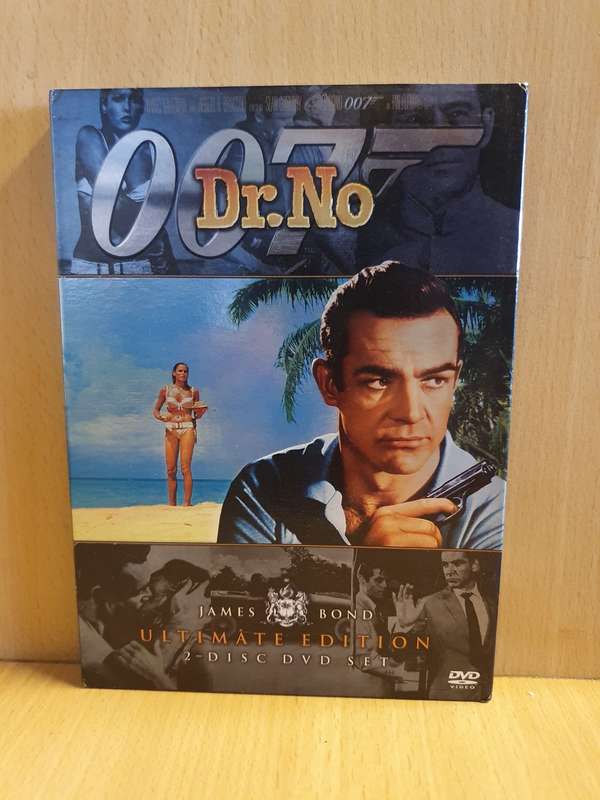 007
Dr.No
JAMES BOND
ULTIMATE EDITION
2-DISC DVD SET
DVD
VIDEO